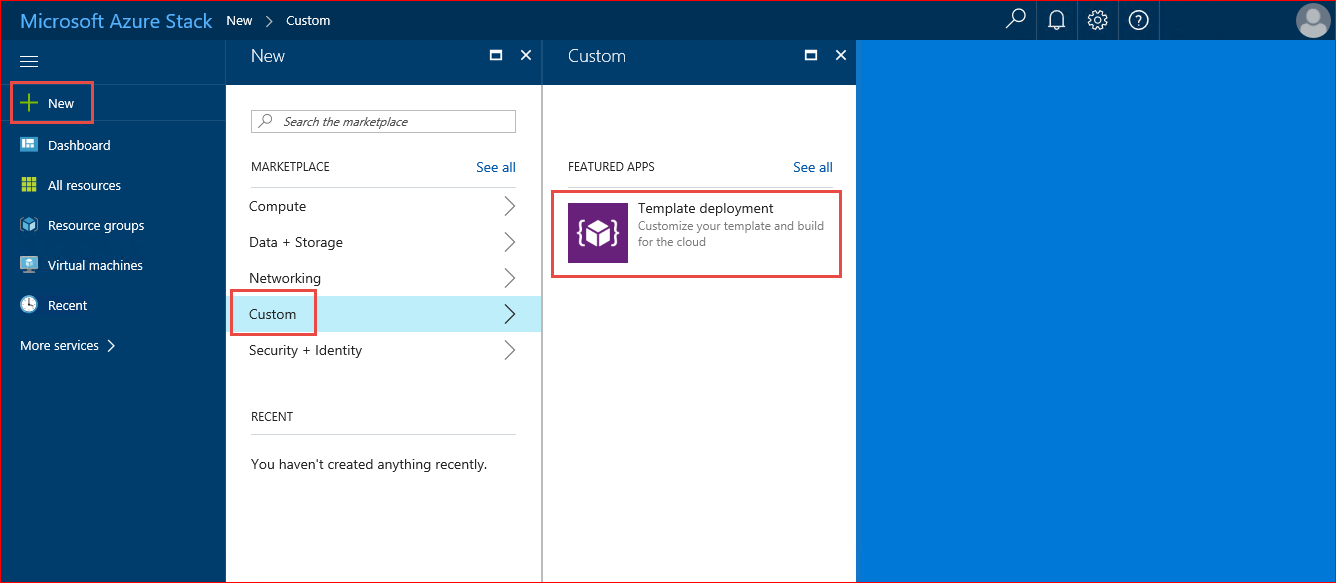 Microsoft Azure Stack New > Custom
New
Dashboard
All resources
Resource groups
Virtual machines
Recent
More services
New
Search the marketplace
MARKETPLACE See all
Compute
Data + Storage
Networking
Custom
Security + Identity
RECENT
You haven't created anything recently.
Custom
FEATURED APPS See all
Template deployment
Customize your template and build
for the cloud